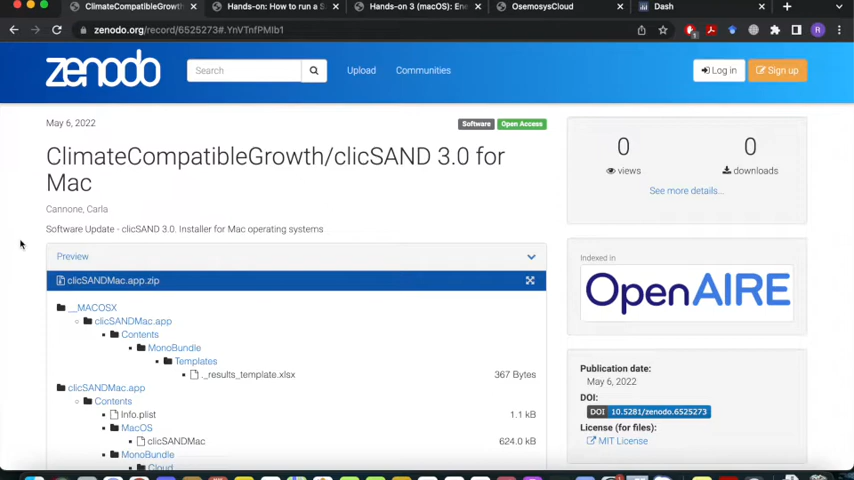 ClimateCompatibleGrowth
Hands-on: How to run a S
Hands-on 3 (macOS): Ene
OsemosysCloud
Dash
zenodo.org/record/6525273#.YnVTnfPMIb1
zenodo
Search
Upload
Communities
Log in
Sign up
May 6, 2022
Software
Open Access
ClimateCompatibleGrowth/clicSAND 3.0 for
Mac
Cannone, Carla
Software Update - clicSAND 3.0. Installer for Mac operating systems
Preview
clicSANDMac.app.zip
__MACOSX
clicSANDMac.app
Contents
MonoBundle
Templates
._results_template.xlsx
367 Bytes
clicSANDMac.app
Contents
Info.plist
1.1 kB
MacOS
clicSANDMac
624.0 kB
MonoBundle
Cloud
0
0
views
downloads
See more details...
Indexed in
OpenAIRE
Publication date:
May 6, 2022
DOI:
DOI 10.5281/zenodo.6525273
License (for files):
MIT License